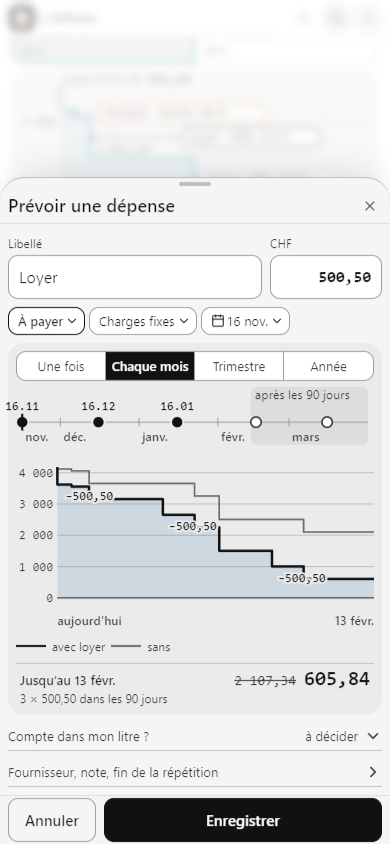 Prévoir une dépense
Libellé
CHF
Loyer
500,50
À payer
Charges fixes
16 nov.
Une fois
Chaque mois
Trimestre
Année
après les 90 jours
16.11
16.12
16.01
nov.
déc.
janv.
févr.
mars
4 000
3 000
2 000
1 000
0
-500,50
-500,50
-500,50
aujourd'hui
13 févr.
avec loyer
sans
Jusqu'au 13 févr.
2 107,34 605,84
3 × 500,50 dans les 90 jours
Compte dans mon litre ?
à décider
Fournisseur, note, fin de la répétition
Annuler
Enregistrer